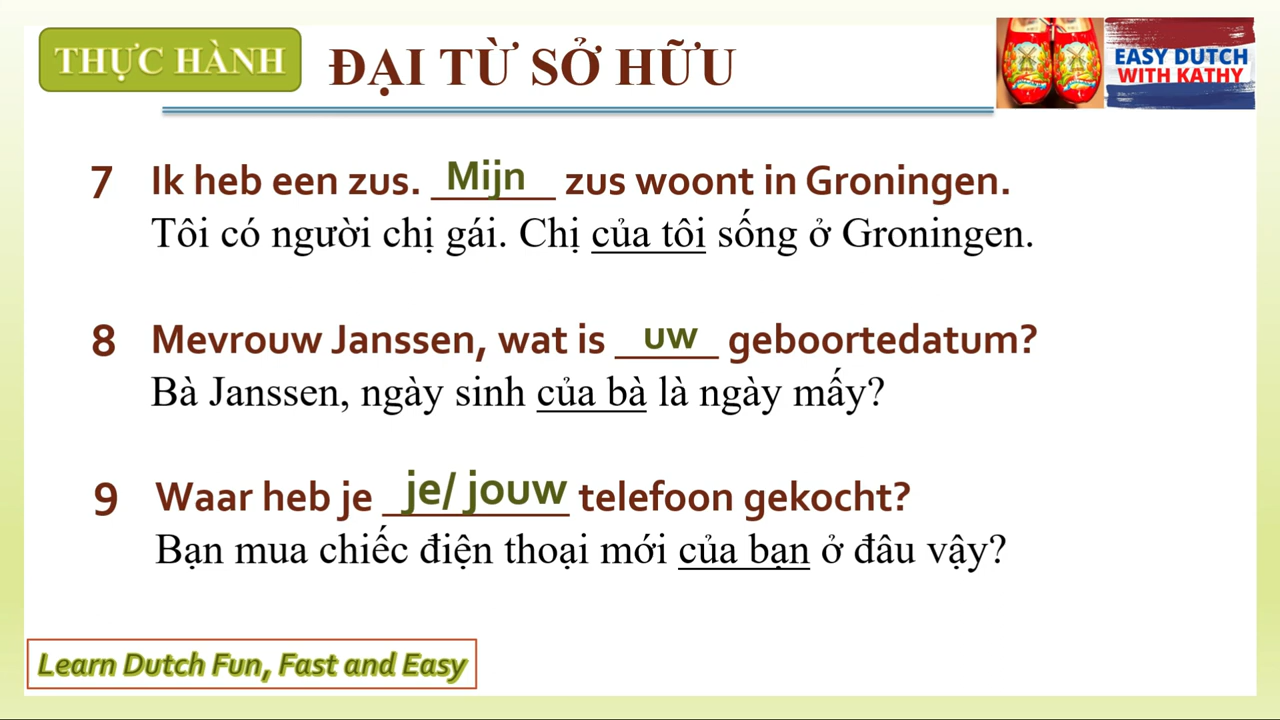 THỰC HÀNH
ĐẠI TỪ SỞ HỮU
EASY DUTCH
WITH KATHY
7 Ik heb een zus. Mijn zus woont in Groningen.
Tôi có người chị gái. Chị của tôi sống ở Groningen.
8 Mevrouw Janssen, wat is uw geboortedatum?
Bà Janssen, ngày sinh của bà là ngày mấy?
9 Waar heb je je/ jouw telefoon gekocht?
Bạn mua chiếc điện thoại mới của bạn ở đâu vậy?
Learn Dutch Fun, Fast and Easy